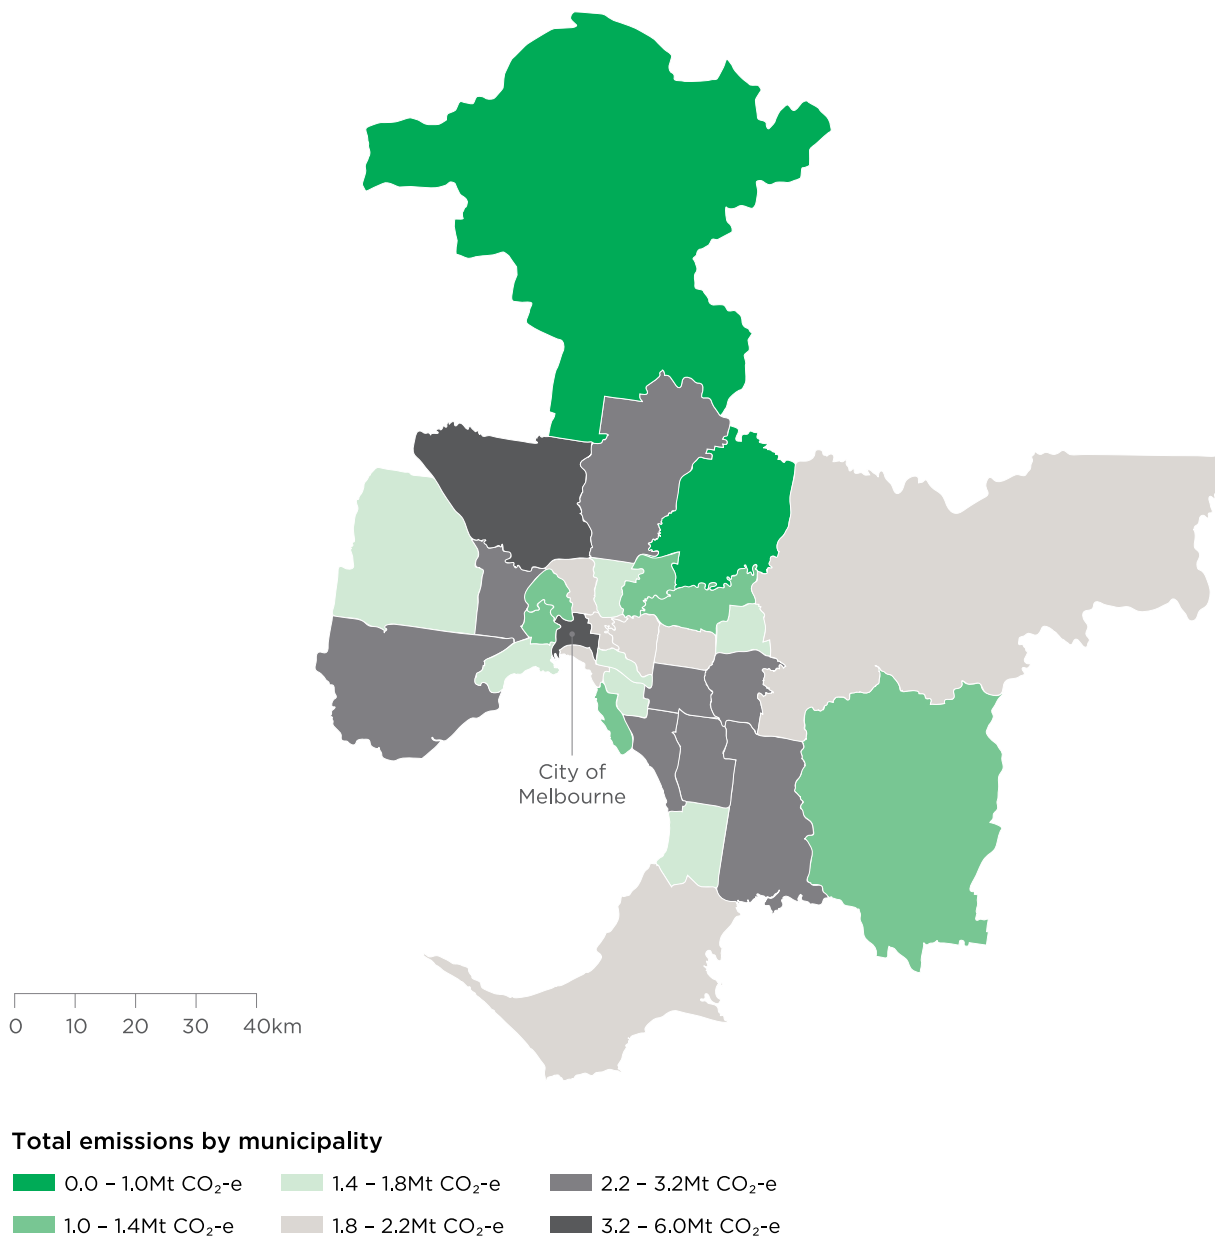 City of
Melbourne
0 10 20 30 40km
Total emissions by municipality
0.0 – 1.0Mt CO₂-e 1.4 – 1.8Mt CO₂-e 2.2 – 3.2Mt CO₂-e
1.0 – 1.4Mt CO₂-e 1.8 – 2.2Mt CO₂-e 3.2 – 6.0Mt CO₂-e